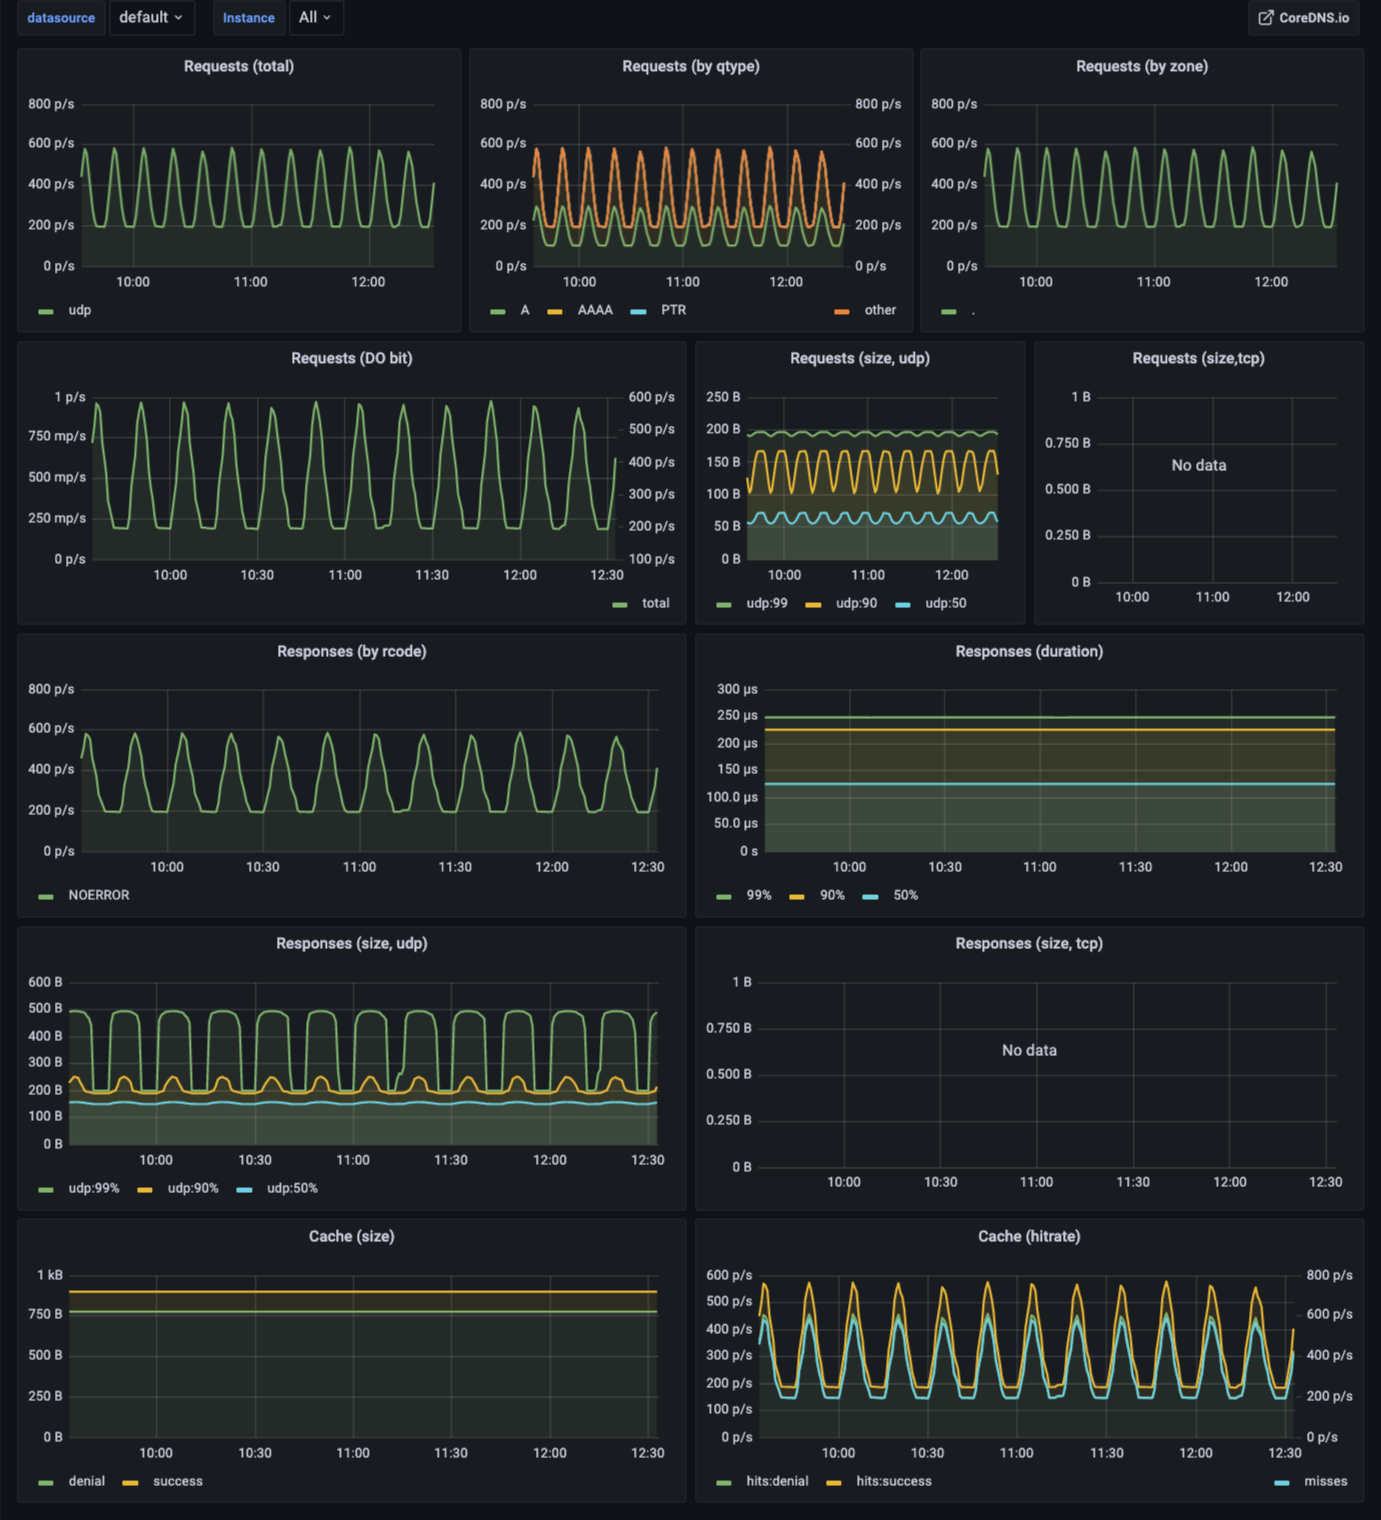 datasource default Instance All CoreDNS.io
Requests (total)
800 p/s
600 p/s
400 p/s
200 p/s
0 p/s
10:00 11:00 12:00
udp
Requests (by qtype)
800 p/s 800 p/s
600 p/s 600 p/s
400 p/s 400 p/s
200 p/s 200 p/s
0 p/s 0 p/s
10:00 11:00 12:00
A AAAA PTR other
Requests (by zone)
800 p/s
600 p/s
400 p/s
200 p/s
0 p/s
10:00 11:00 12:00
.
Requests (DO bit)
1 p/s 600 p/s
750 mp/s 500 p/s
500 mp/s 400 p/s
300 p/s
250 mp/s 200 p/s
0 p/s 100 p/s
10:00 10:30 11:00 11:30 12:00 12:30
total
Requests (size, udp)
250 B
200 B
150 B
100 B
50 B
0 B
10:00 11:00 12:00
udp:99 udp:90 udp:50
Requests (size,tcp)
1 B
0.750 B
No data
0.500 B
0.250 B
0 B
10:00 11:00 12:00
Responses (by rcode)
800 p/s
600 p/s
400 p/s
200 p/s
0 p/s
10:00 10:30 11:00 11:30 12:00 12:30
NOERROR
Responses (duration)
300 µs
250 µs
200 µs
150 µs
100.0 µs
50.0 µs
0 s
10:00 10:30 11:00 11:30 12:00 12:30
99% 90% 50%
Responses (size, udp)
600 B
500 B
400 B
300 B
200 B
100 B
0 B
10:00 10:30 11:00 11:30 12:00 12:30
udp:99% udp:90% udp:50%
Responses (size, tcp)
1 B
0.750 B
No data
0.500 B
0.250 B
0 B
10:00 10:30 11:00 11:30 12:00 12:30
Cache (size)
1 kB
750 B
500 B
250 B
0 B
10:00 10:30 11:00 11:30 12:00 12:30
denial success
Cache (hitrate)
600 p/s 800 p/s
500 p/s 600 p/s
400 p/s
300 p/s 400 p/s
200 p/s 200 p/s
100 p/s
0 p/s 0 p/s
10:00 10:30 11:00 11:30 12:00 12:30
hits:denial hits:success misses